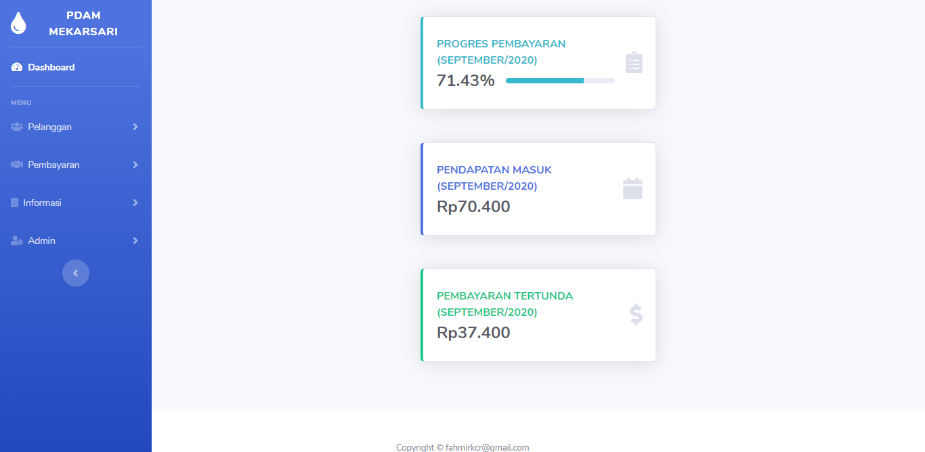 PDAM
MEKARSARI
Dashboard
MENU
Pelanggan
Pembayaran
Informasi
Admin
PROGRES PEMBAYARAN
(SEPTEMBER/2020)
71.43%
PENDAPATAN MASUK
(SEPTEMBER/2020)
Rp70.400
PEMBAYARAN TERTUNDA
(SEPTEMBER/2020)
Rp37.400
Copyright © fahmirkcr@gmail.com